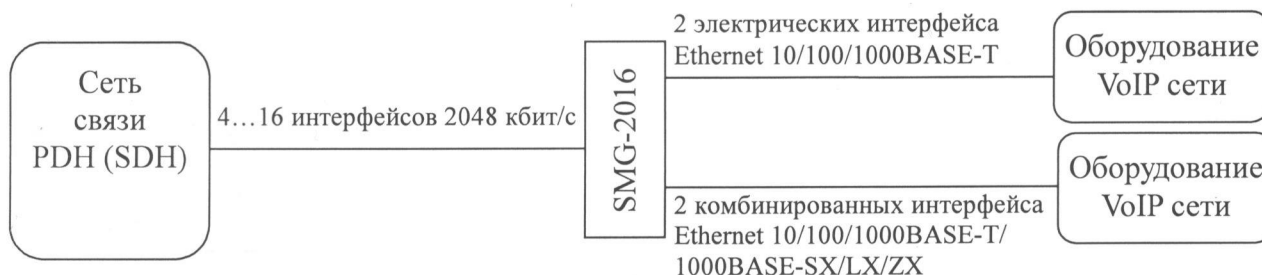 Сеть
связи
PDH (SDH)
4…16 интерфейсов 2048 кбит/с
SMG-2016
2 электрических интерфейса
Ethernet 10/100/1000BASE-T
Оборудование
VoIP сети
2 комбинированных интерфейса
Ethernet 10/100/1000BASE-T/
1000BASE-SX/LX/ZX
Оборудование
VoIP сети